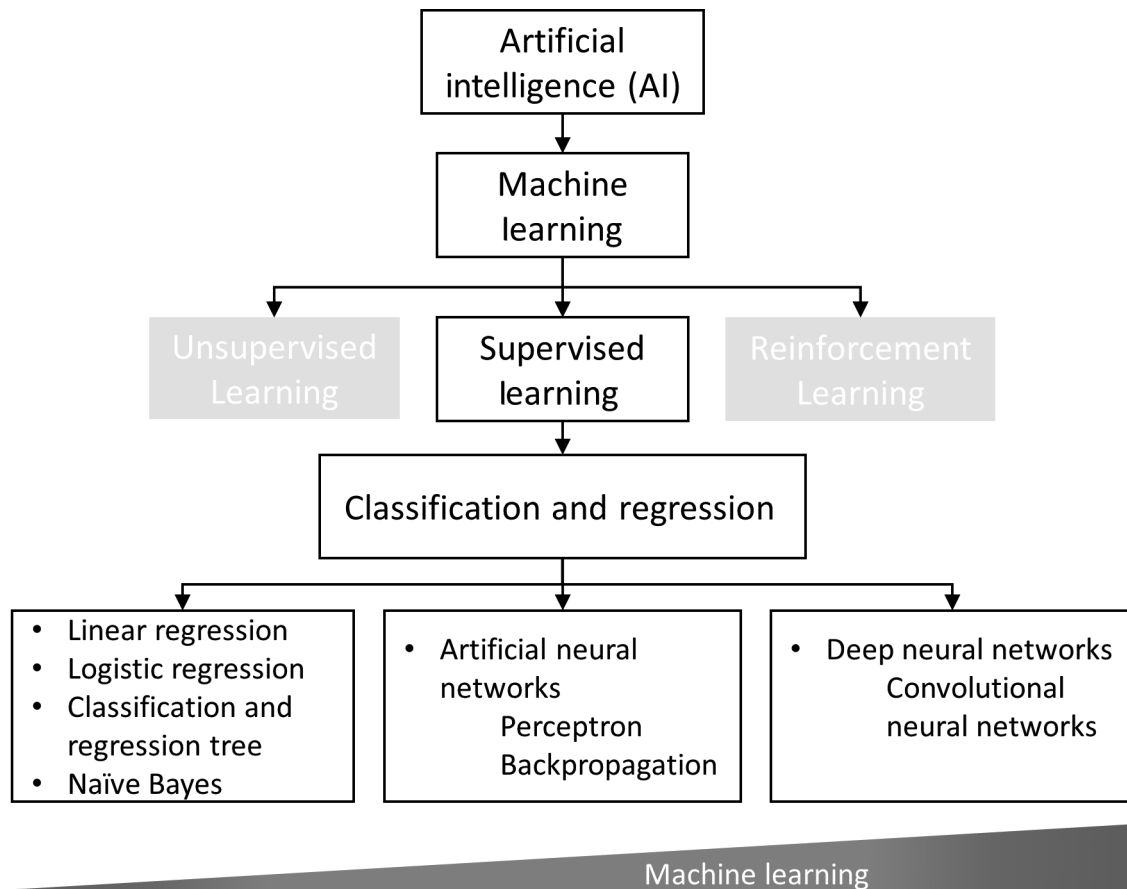 Artificial
intelligence (AI)
Machine
learning
Unsupervised
Learning
Supervised
learning
Reinforcement
Learning
Classification and regression
• Linear regression
• Logistic regression
• Classification and
regression tree
• Naïve Bayes
• Artificial neural
networks
Perceptron
Backpropagation
• Deep neural networks
Convolutional
neural networks
Machine learning